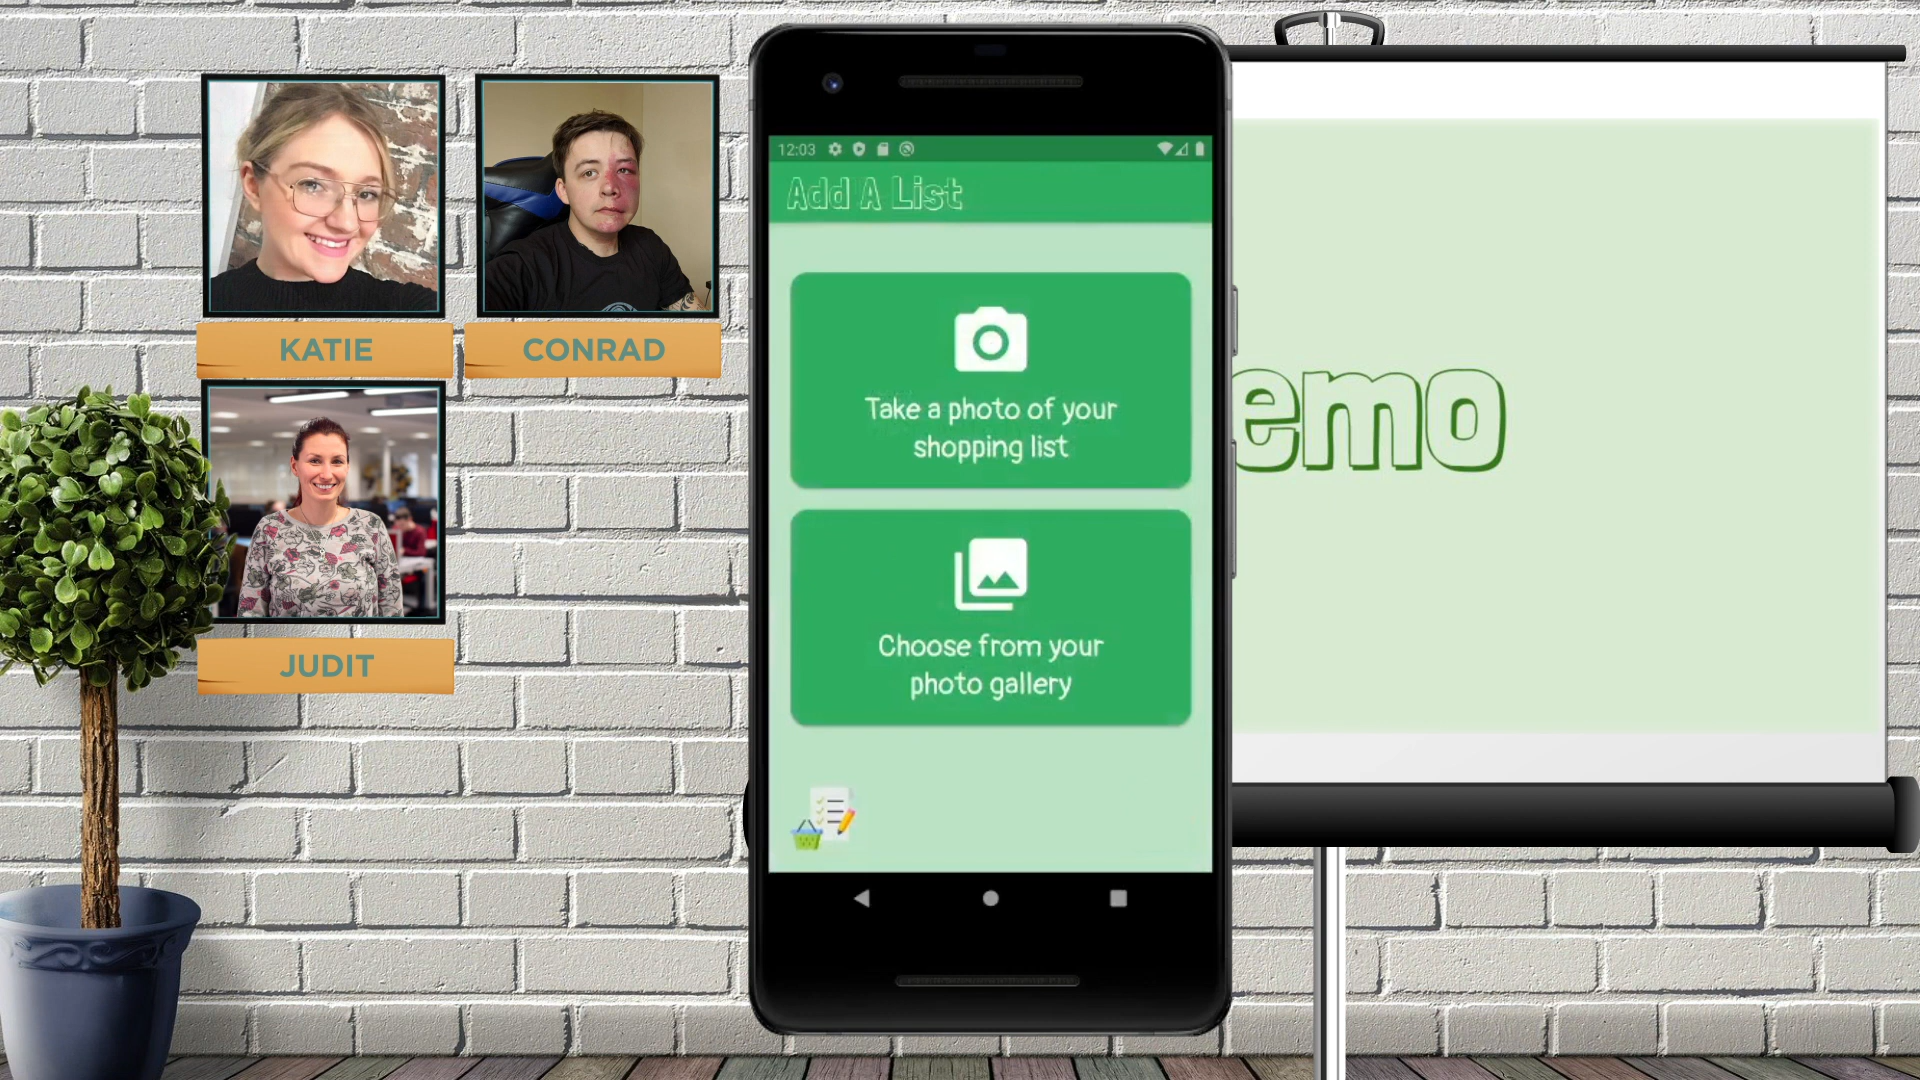 KATIE
CONRAD
JUDIT
12:03
Add A List
Take a photo of your
shopping list
Choose from your
photo gallery
emo